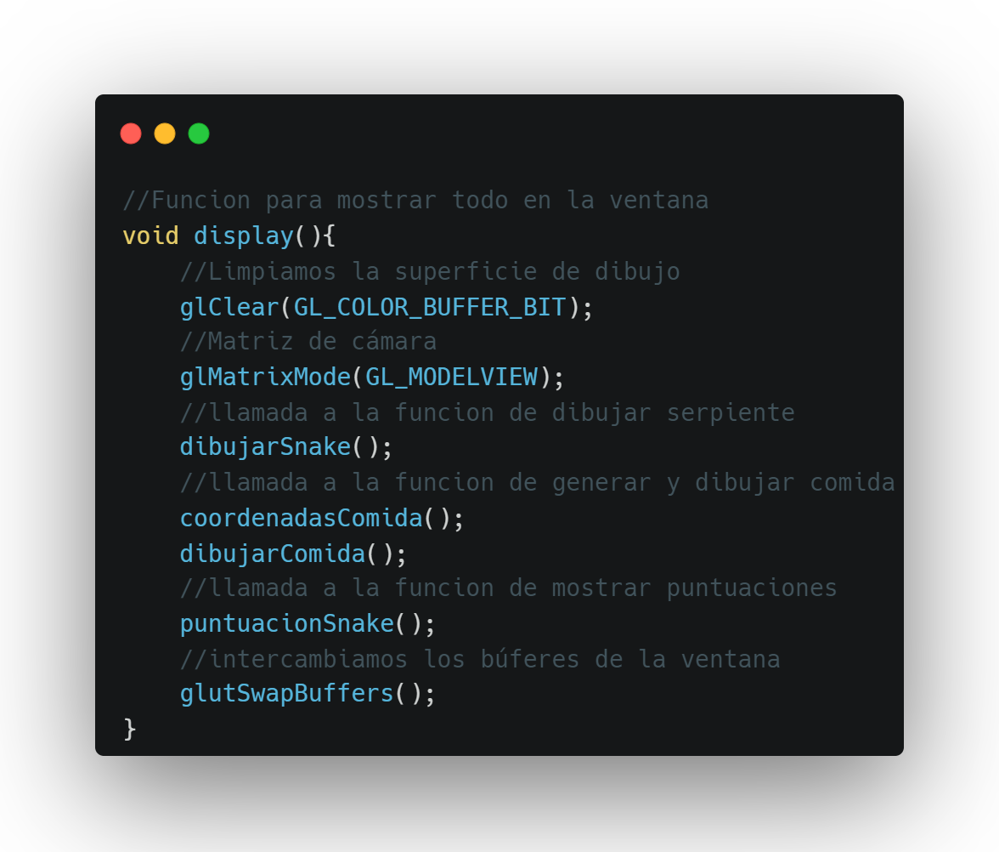 //Funcion para mostrar todo en la ventana
void display(){
    //Limpiamos la superficie de dibujo
    glClear(GL_COLOR_BUFFER_BIT);
    //Matriz de cámara
    glMatrixMode(GL_MODELVIEW);
    //llamada a la funcion de dibujar serpiente
    dibujarSnake();
    //llamada a la funcion de generar y dibujar comida
    coordenadasComida();
    dibujarComida();
    //llamada a la funcion de mostrar puntuaciones
    puntuacionSnake();
    //intercambiamos los búferes de la ventana
    glutSwapBuffers();
}